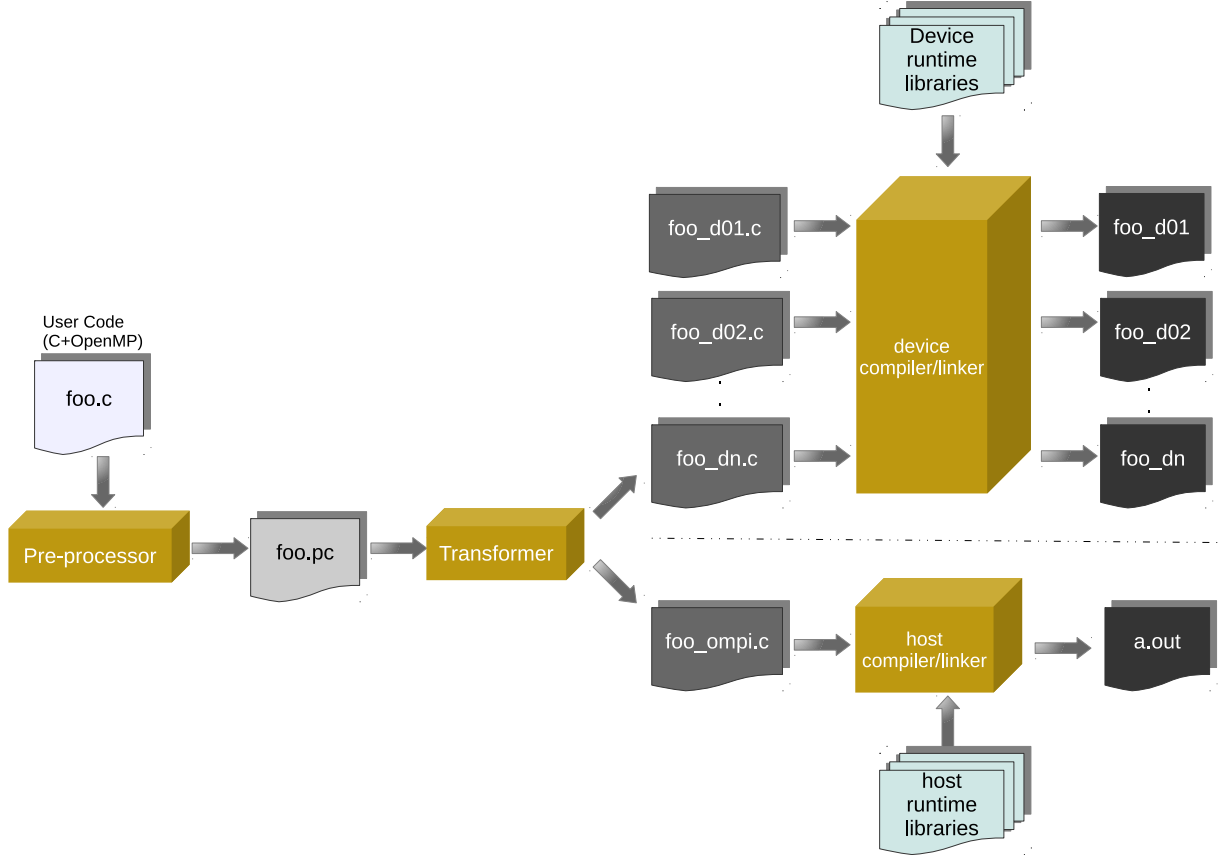 Device
runtime
libraries
foo_d01.c
foo_d01
User Code
(C+OpenMP)
foo_d02.c
device
compiler/linker
foo_d02
foo.c
foo_dn.c
foo_dn
Pre-processor
foo.pc
Transformer
foo_ompi.c
host
compiler/linker
a.out
host
runtime
libraries